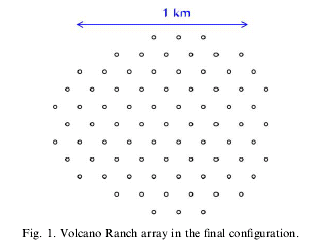 1 km
Fig. 1. Volcano Ranch array in the final configuration.